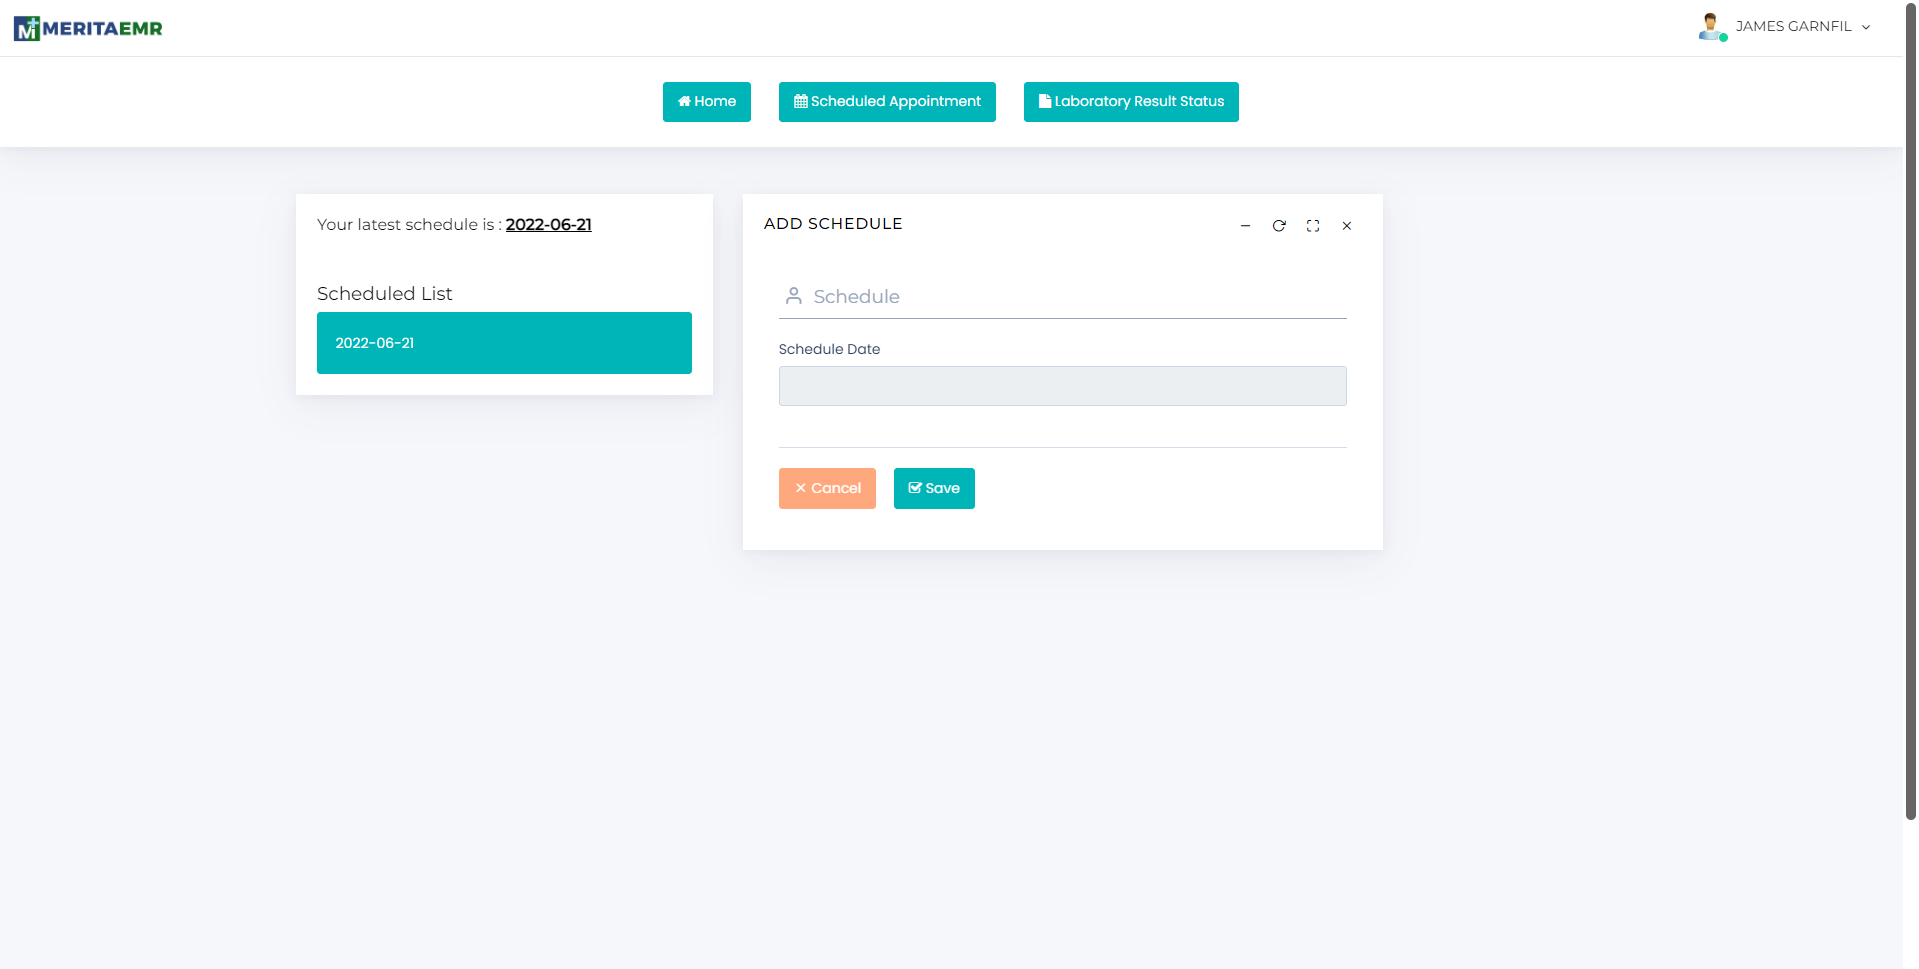 MERITAEMR
JAMES GARNFIL
Home
Scheduled Appointment
Laboratory Result Status
Your latest schedule is : 2022-06-21
Scheduled List
2022-06-21
ADD SCHEDULE
Schedule
Schedule Date
Cancel
Save